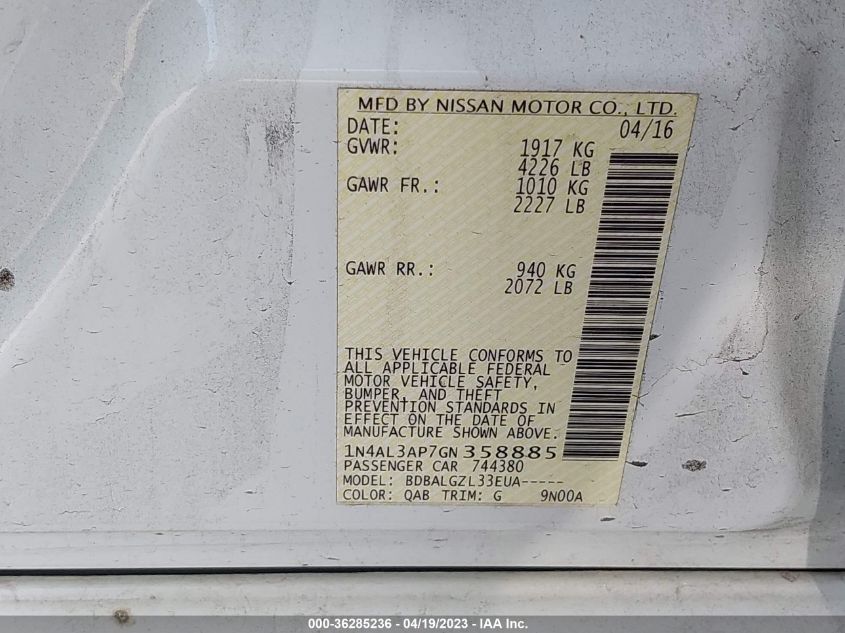 MFD BY NISSAN MOTOR CO., LTD.
DATE: 04/16
GVWR: 1917 KG
4226 LB
GAWR FR.: 1010 KG
2227 LB
GAWR RR.: 940 KG
2072 LB
THIS VEHICLE CONFORMS TO
ALL APPLICABLE FEDERAL
MOTOR VEHICLE SAFETY,
BUMPER, AND THEFT
PREVENTION STANDARDS IN
EFFECT ON THE DATE OF
MANUFACTURE SHOWN ABOVE.
1N4AL3AP7GN358885
PASSENGER CAR 744380
MODEL: BDBALGZL33EUA-----
COLOR: QAB TRIM: G 9N00A
000-36285236 - 04/19/2023 - IAA Inc.